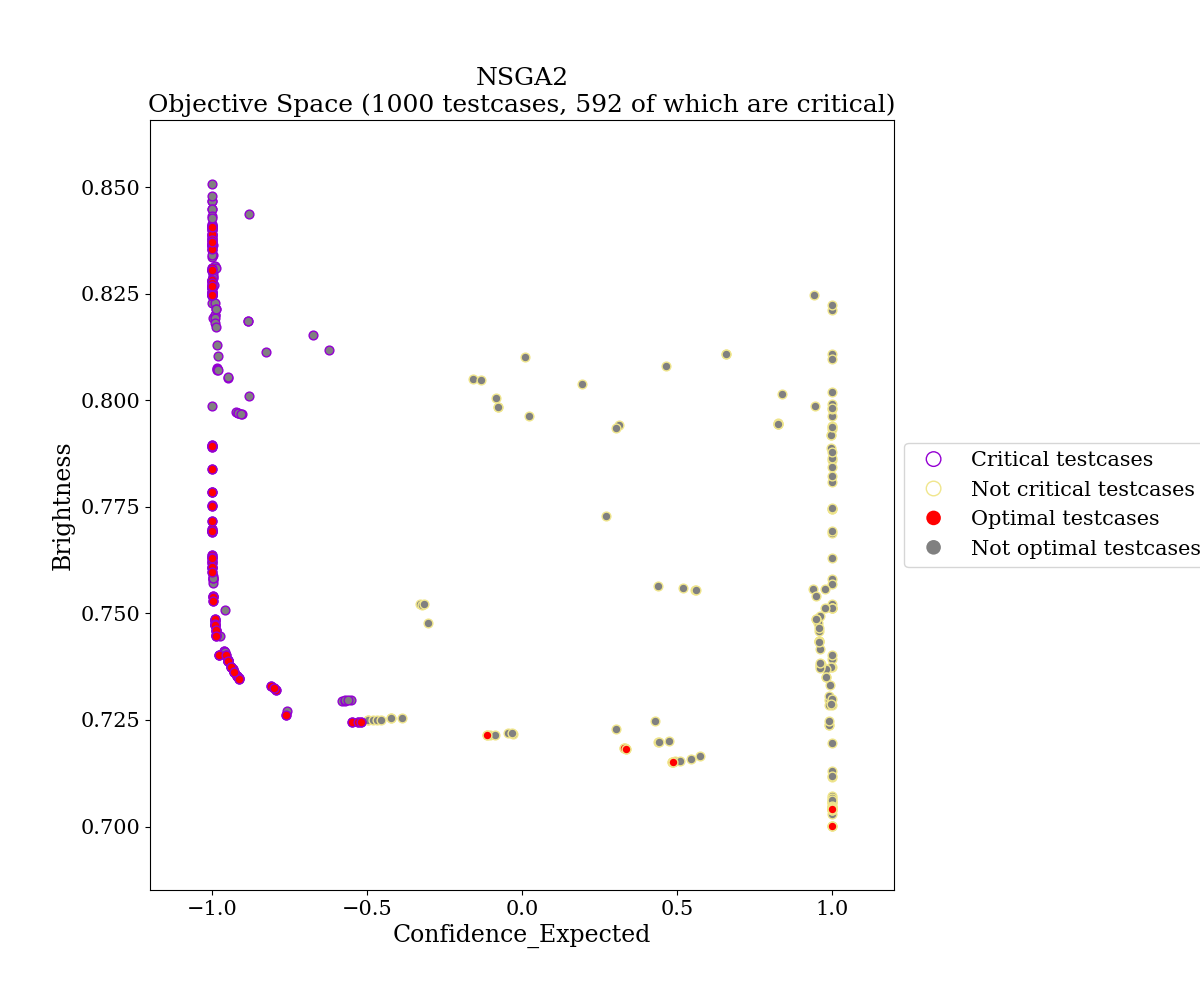 NSGA2
Objective Space (1000 testcases, 592 of which are critical)
0.850
0.825
0.800
0.775
0.750
0.725
0.700
Brightness
−1.0 −0.5 0.0 0.5 1.0
Confidence_Expected
Critical testcases
Not critical testcases
Optimal testcases
Not optimal testcases